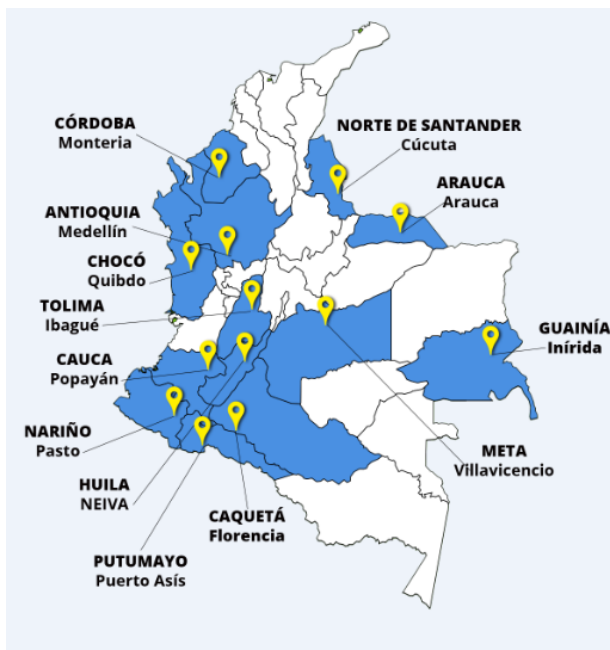 CÓRDOBA
Monteria
NORTE DE SANTANDER
Cúcuta
ARAUCA
Arauca
ANTIOQUIA
Medellín
CHOCÓ
Quibdo
TOLIMA
Ibagué
GUAINÍA
Inírida
CAUCA
Popayán
NARIÑO
Pasto
META
Villavicencio
HUILA
NEIVA
CAQUETÁ
Florencia
PUTUMAYO
Puerto Asís